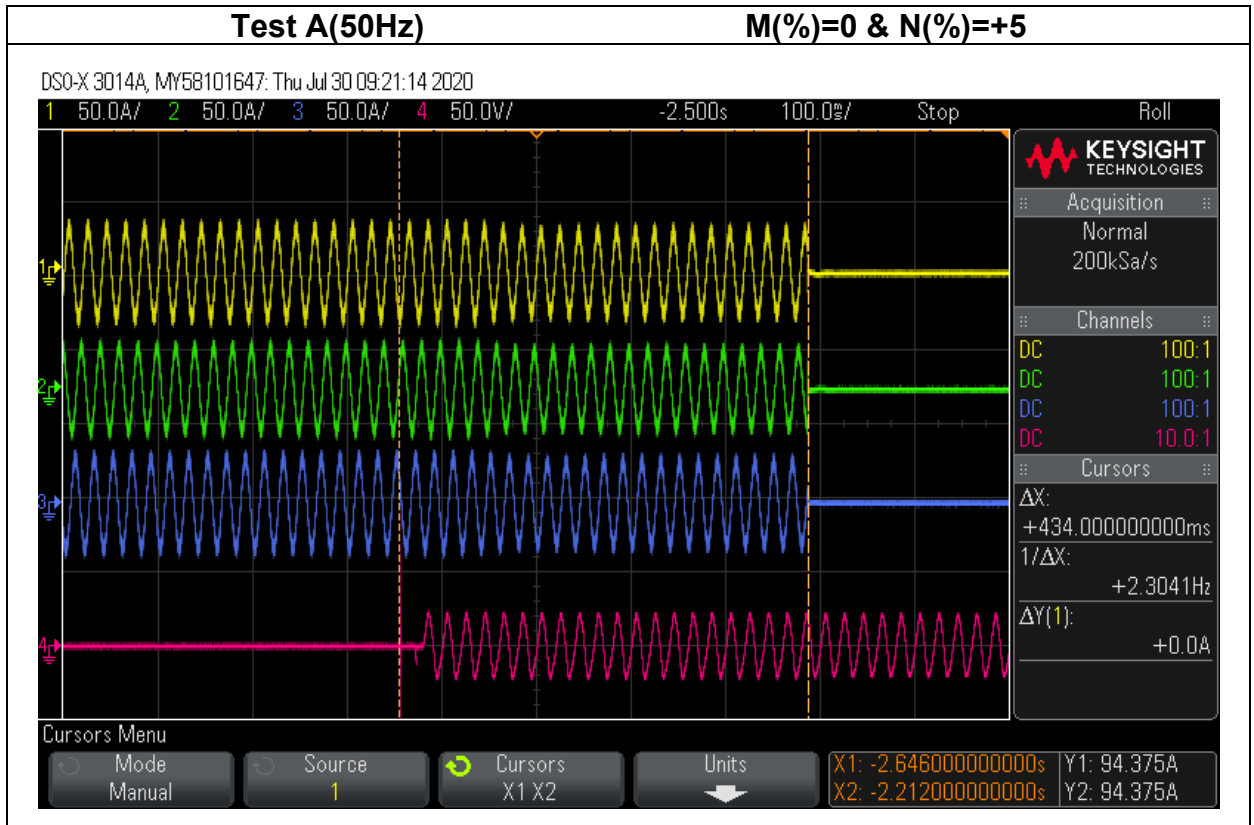 Test A(50Hz) M(%)=0 & N(%)=+5
DSO-X 3014A, MY58101647: Thu Jul 30 09:21:14 2020
1 50.0A/ 2 50.0A/ 3 50.0A/ 4 50.0V/ -2.500s 100.0ms/ Stop Roll
KEYSIGHT
TECHNOLOGIES
Acquisition
Normal
200kSa/s
Channels
DC 100:1
DC 100:1
DC 100:1
DC 10.0:1
Cursors
ΔX:
+434.000000000ms
1/ΔX:
+2.3041Hz
ΔY(1):
+0.0A
1
2
3
4
Cursors Menu
Mode
Manual
Source
1
Cursors
X1 X2
Units
X1: -2.646000000000s Y1: 94.375A
X2: -2.212000000000s Y2: 94.375A